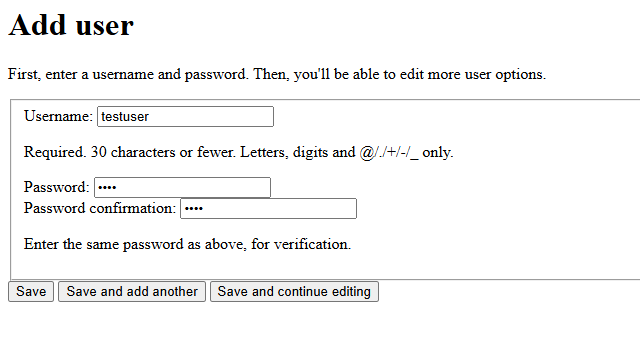 Add user
First, enter a username and password. Then, you'll be able to edit more user options.
Username: testuser
Required. 30 characters or fewer. Letters, digits and @/./+/-/_ only.
Password: ••••
Password confirmation: ••••
Enter the same password as above, for verification.
Save Save and add another Save and continue editing